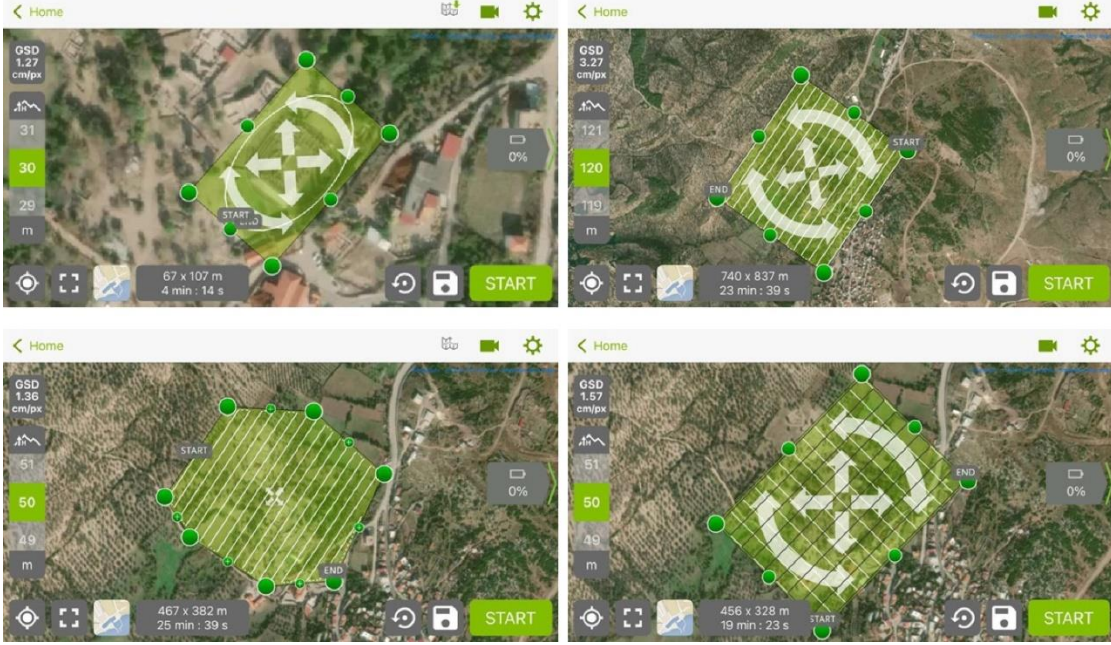 Home
GSD
1.27
cm/px
31
30
29
m
START
END
0%
67 x 107 m
4 min : 14 s
START
Home
GSD
3.27
cm/px
121
120
119
m
START
END
0%
740 x 837 m
23 min : 39 s
START
Home
GSD
1.36
cm/px
51
50
49
m
START
END
0%
467 x 382 m
25 min : 39 s
START
Home
GSD
1.57
cm/px
51
50
49
m
END
START
0%
456 x 328 m
19 min : 23 s
START